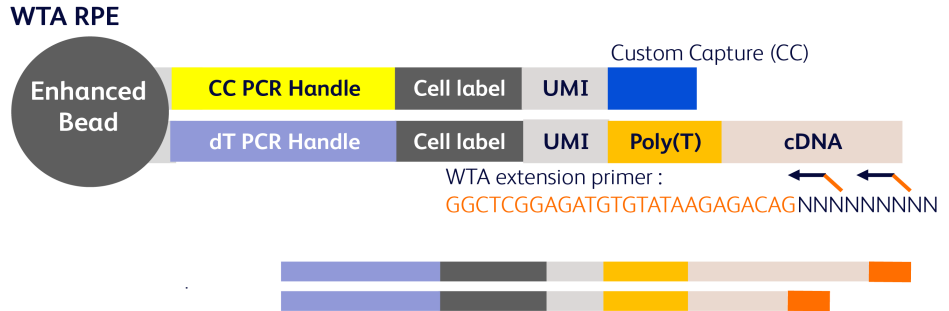 WTA RPE
Custom Capture (CC)
Enhanced
Bead
CC PCR Handle
Cell label
UMI
dT PCR Handle
Cell label
UMI
Poly(T)
cDNA
WTA extension primer :
GGCTCGGAGATGTGTATAAGAGACAGNNNNNNNNN
.